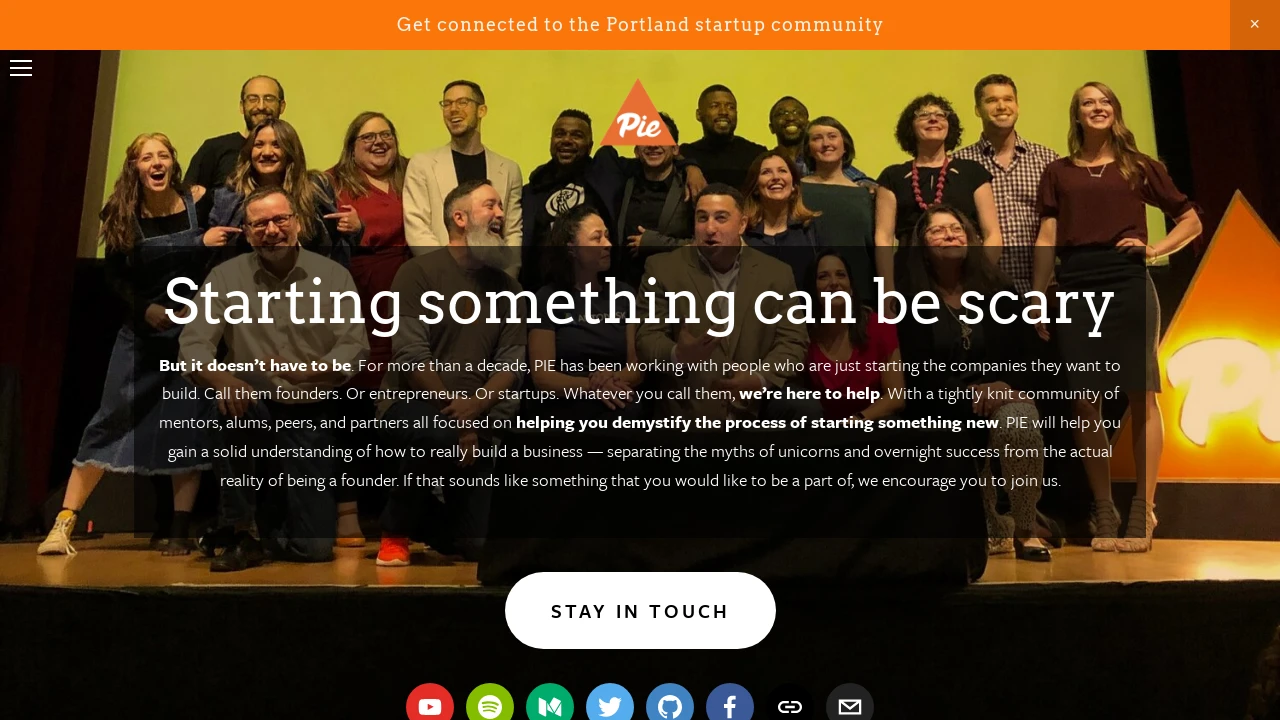 Get connected to the Portland startup community
×
Pie
Starting something can be scary
But it doesn’t have to be. For more than a decade, PIE has been working with people who are just starting the companies they want to
build. Call them founders. Or entrepreneurs. Or startups. Whatever you call them, we’re here to help. With a tightly knit community of
mentors, alums, peers, and partners all focused on helping you demystify the process of starting something new. PIE will help you
gain a solid understanding of how to really build a business — separating the myths of unicorns and overnight success from the actual
reality of being a founder. If that sounds like something that you would like to be a part of, we encourage you to join us.
STAY IN TOUCH